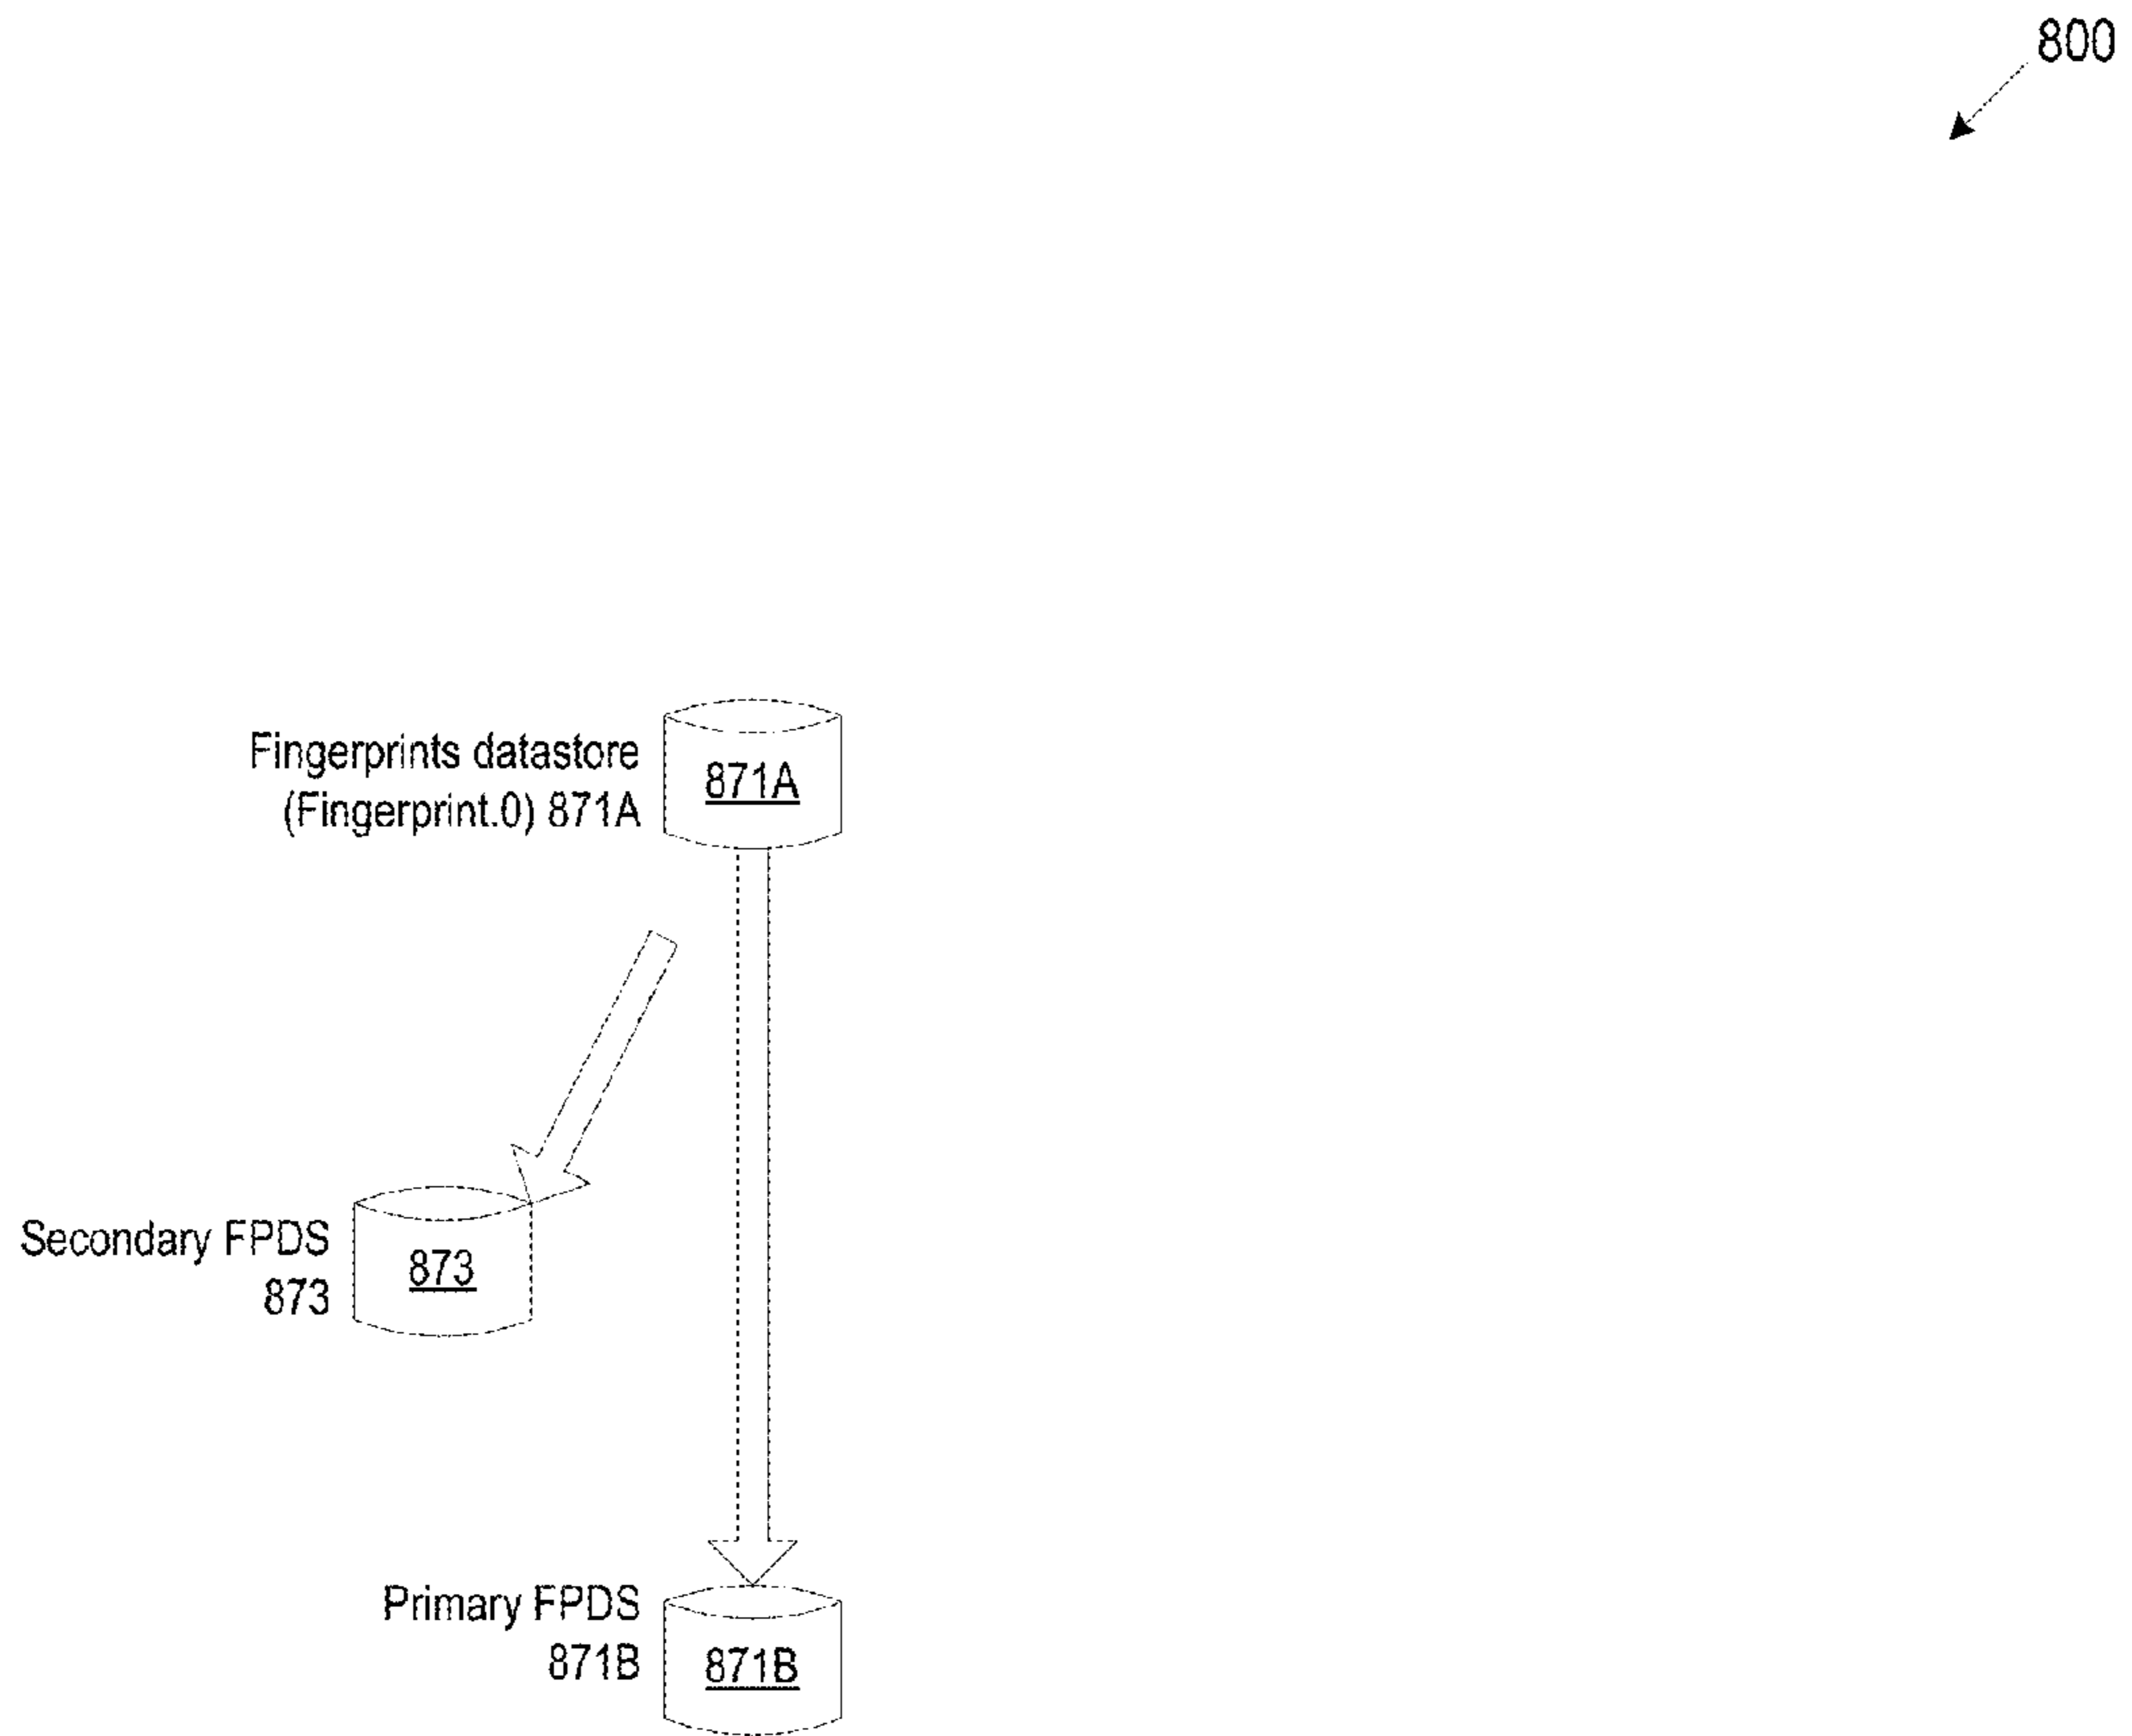 800
Fingerprints datastore
(Fingerprint.0) 871A
871A
Secondary FPDS
873
873
Primary FPDS
871B
871B